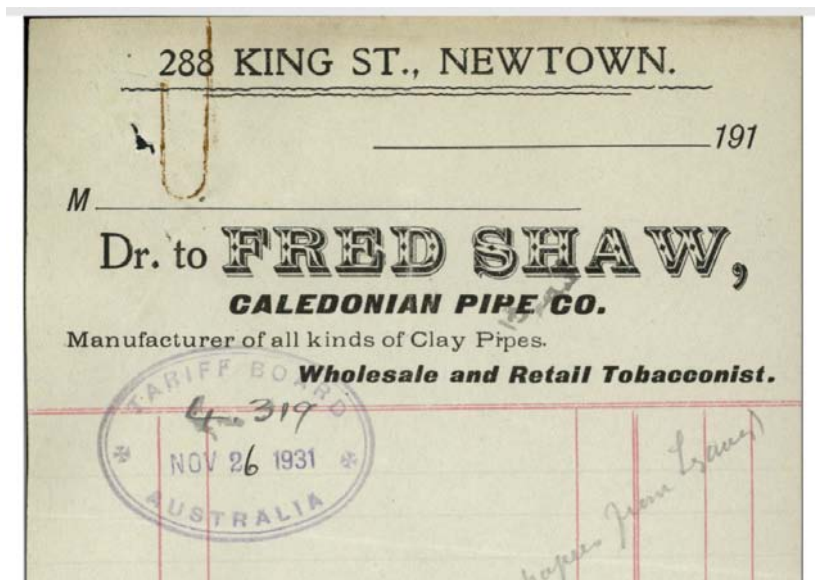 288 KING ST., NEWTOWN.
191
M
Dr. to FRED SHAW,
CALEDONIAN PIPE CO.
Manufacturer of all kinds of Clay Pipes.
Wholesale and Retail Tobacconist.
TARIFF BOARD
4. 319
NOV 26 1931
AUSTRALIA
from